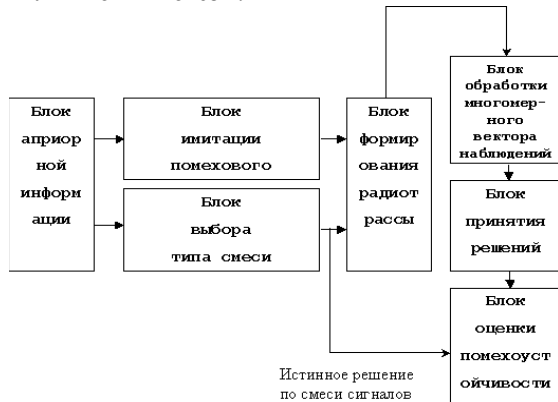 Блок
априор
ной
информ
ации
Блок
имитации
помехового
Блок
выбора
типа смеси
Блок
формир
ования
радиот
рассы
Блок
обработки
многомер-
ного
вектора
наблюдений
Блок
принятия
решений
Блок
оценки
помехоуст
ойчивости
Истинное решение
по смеси сигналов